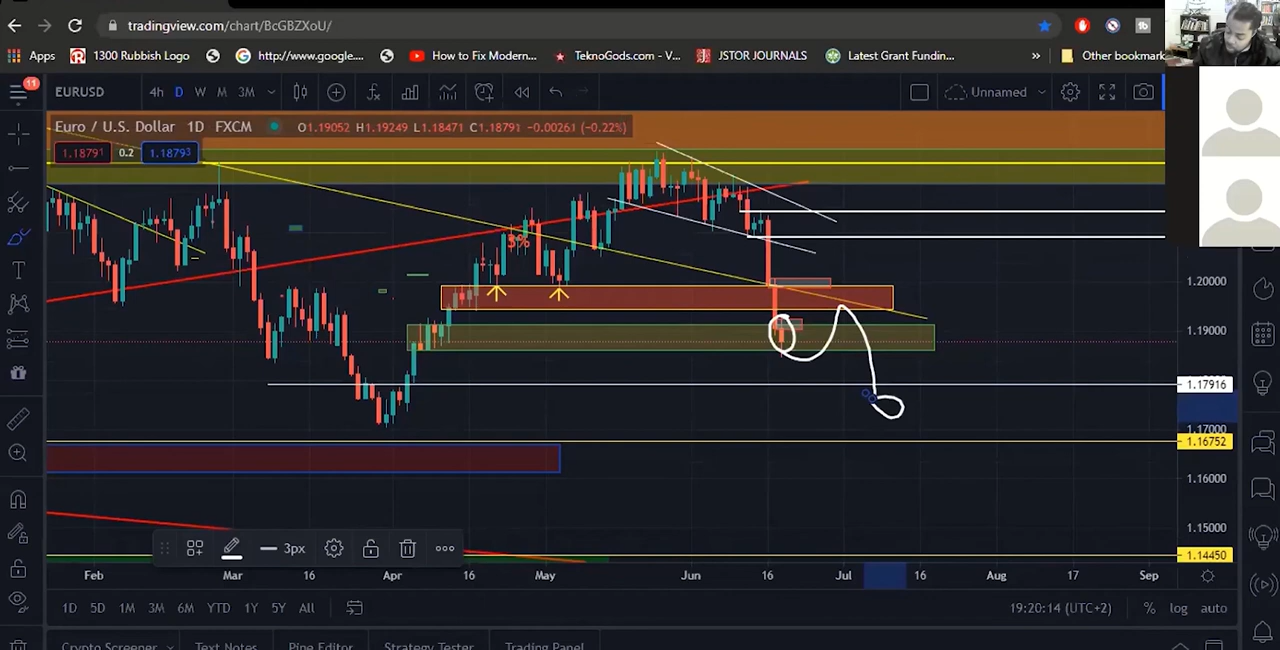 tradingview.com/chart/BcGBZXoU/
Apps 1300 Rubbish Logo http://www.google.... How to Fix Modern... TeknoGods.com - V... JSTOR JOURNALS Latest Grant Fundin... » Other bookmark
11 EURUSD 4h D W M 3M Unnamed
Euro / U.S. Dollar 1D FXCM O1.19052 H1.19249 L1.18471 C1.18791 -0.00261 (-0.22%)
1.18791 0.2 1.18793
3%
1.20000
1.19000
1.17916
1.17000
1.16752
1.16000
1.15000
3px
1.14450
Feb Mar 16 Apr 16 May Jun 16 Jul 16 Aug 17 Sep
1D 5D 1M 3M 6M YTD 1Y 5Y All 19:20:14 (UTC+2) % log auto
Crypto Screener Text Notes Pine Editor Strategy Tester Trading Panel